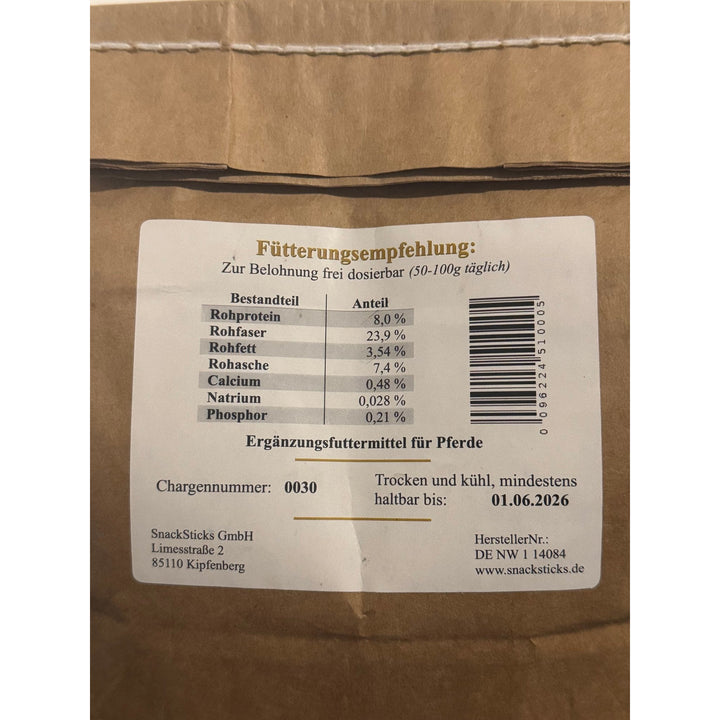 Fütterungsempfehlung:
Zur Belohnung frei dosierbar (50-100g täglich)
Bestandteil Anteil
Rohprotein 8,0 %
Rohfaser 23,9 %
Rohfett 3,54 %
Rohasche 7,4 %
Calcium 0,48 %
Natrium 0,028 %
Phosphor 0,21 %
0 096224 510005
Ergänzungsfuttermittel für Pferde
Chargennummer: 0030
Trocken und kühl, mindestens
haltbar bis: 01.06.2026
SnackSticks GmbH
Limesstraße 2
85110 Kipfenberg
HerstellerNr.:
DE NW 1 14084
www.snacksticks.de